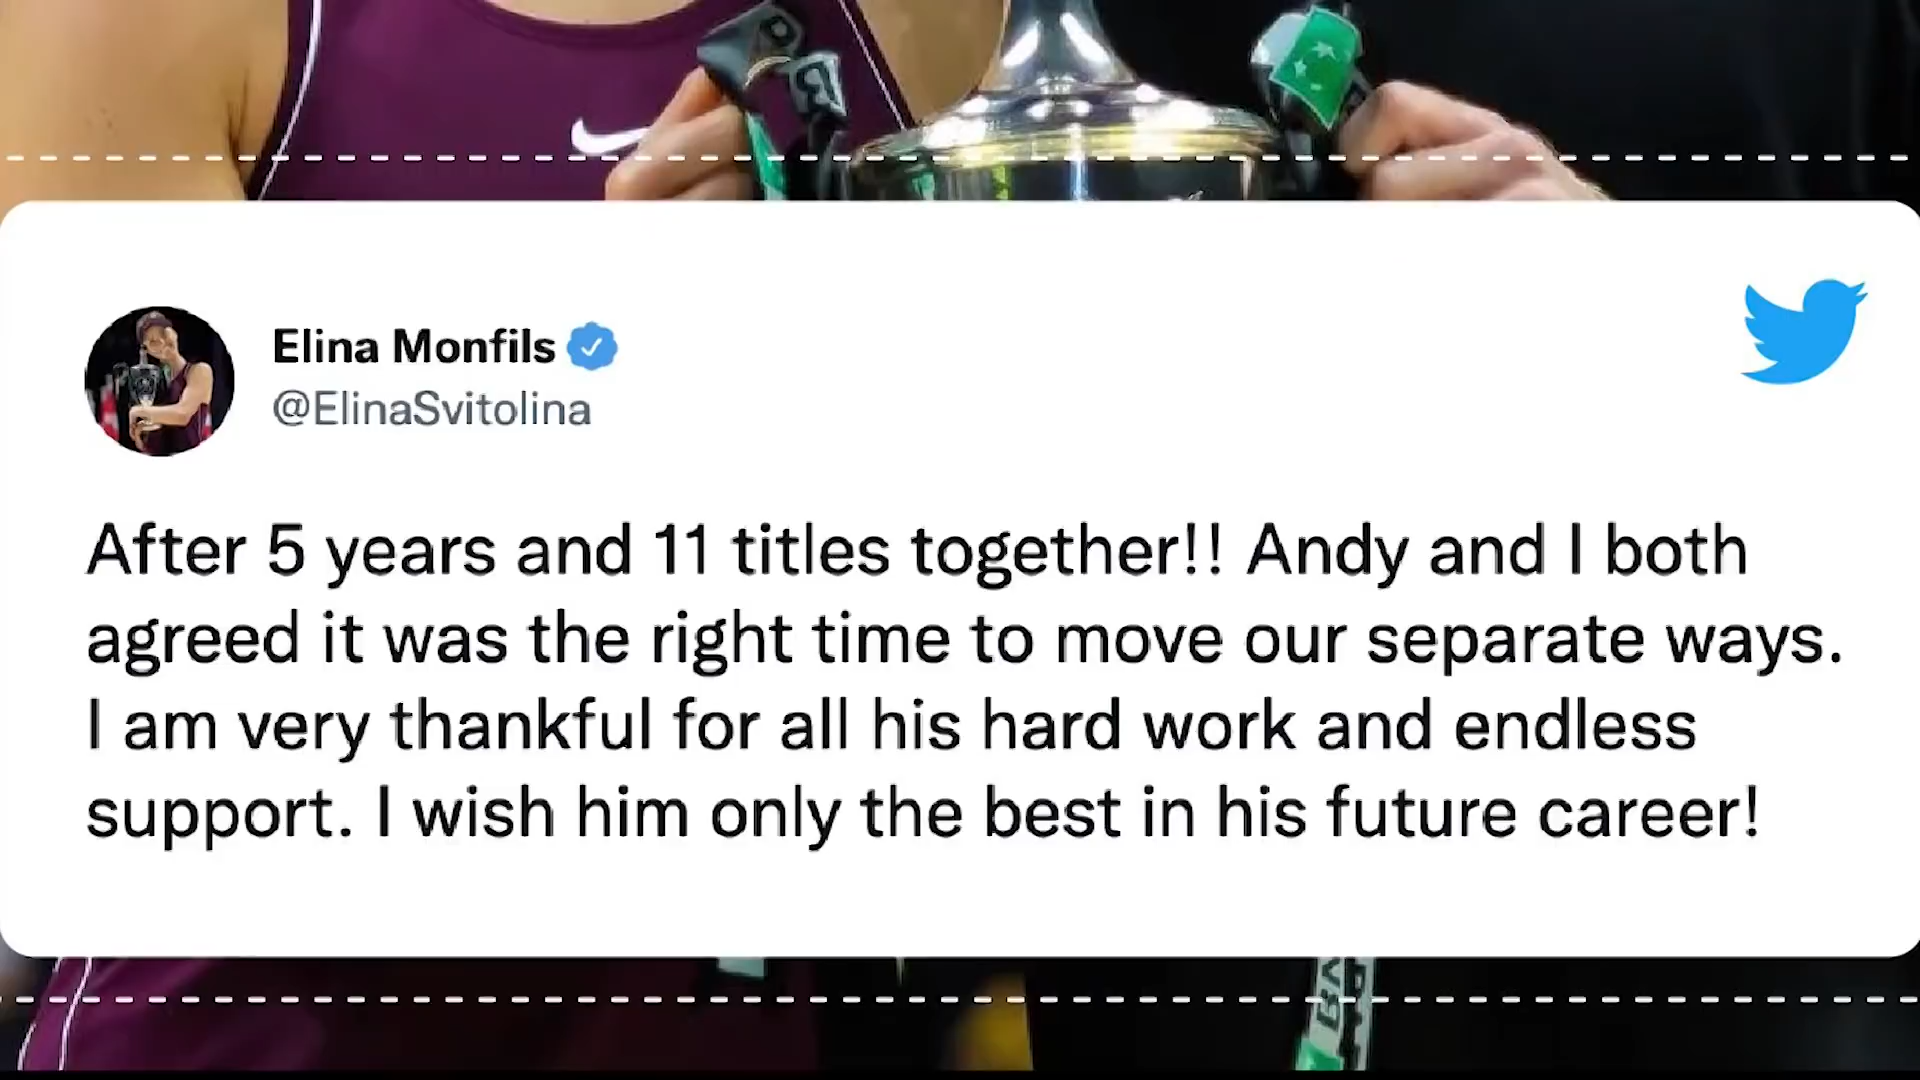 Elina Monfils
@ElinaSvitolina
After 5 years and 11 titles together!! Andy and I both
agreed it was the right time to move our separate ways.
I am very thankful for all his hard work and endless
support. I wish him only the best in his future career!